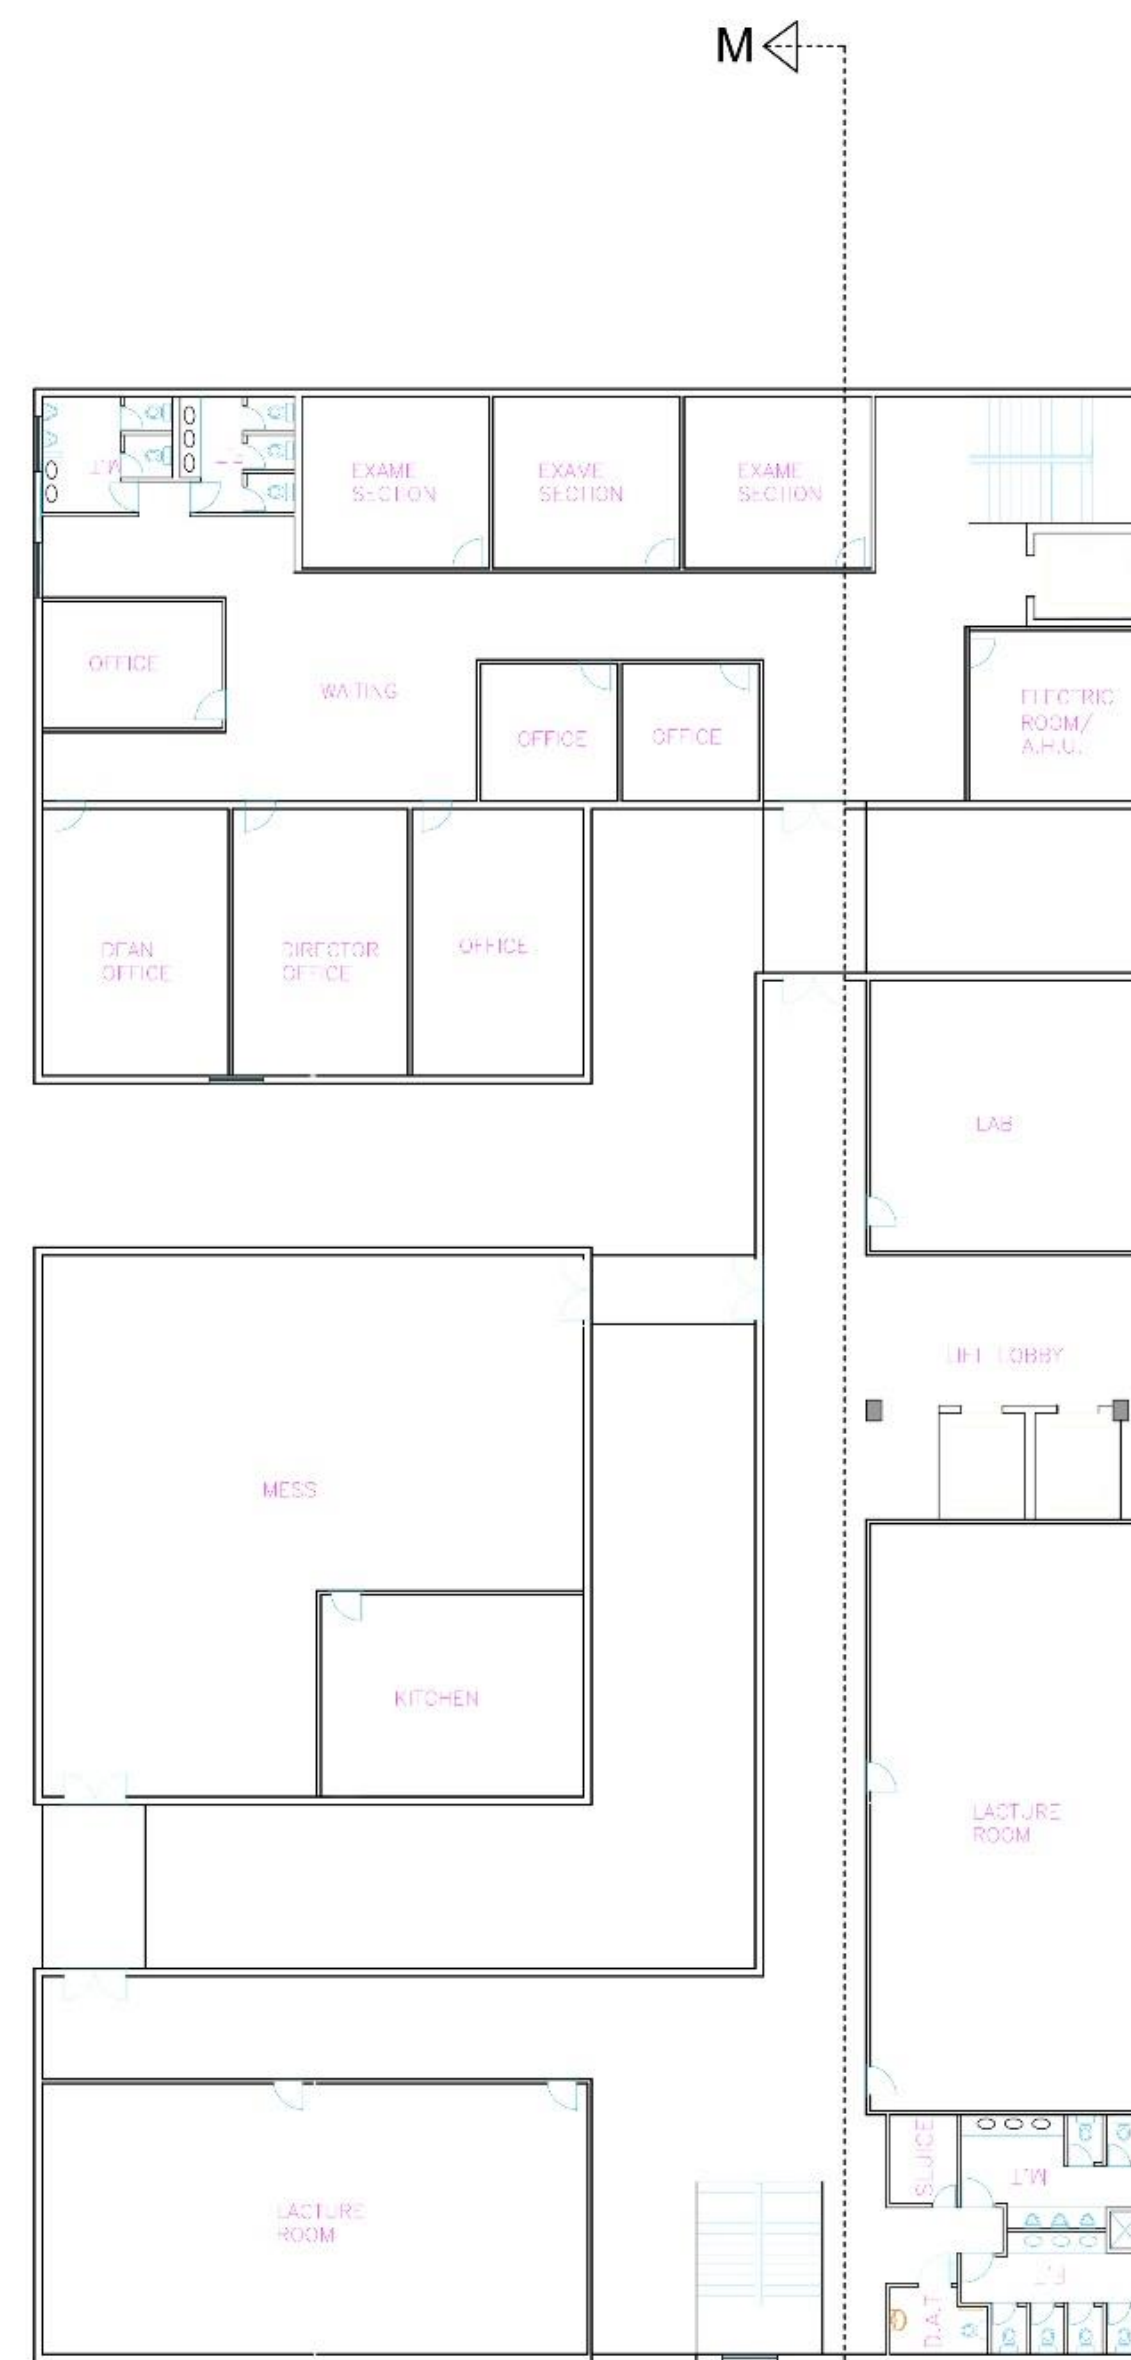 M
M.T
F.T
EXAME
SECTION
EXAME
SECTION
EXAME
SECTION
OFFICE
WAITING
OFFICE
OFFICE
ELECTRIC
ROOM/
A.H.U.
DEAN
OFFICE
DIRECTOR
OFFICE
OFFICE
LAB
LIFT LOBBY
MESS
KITCHEN
LACTURE
ROOM
SLUICE
M.T
LACTURE
ROOM
F.T
D.A.T